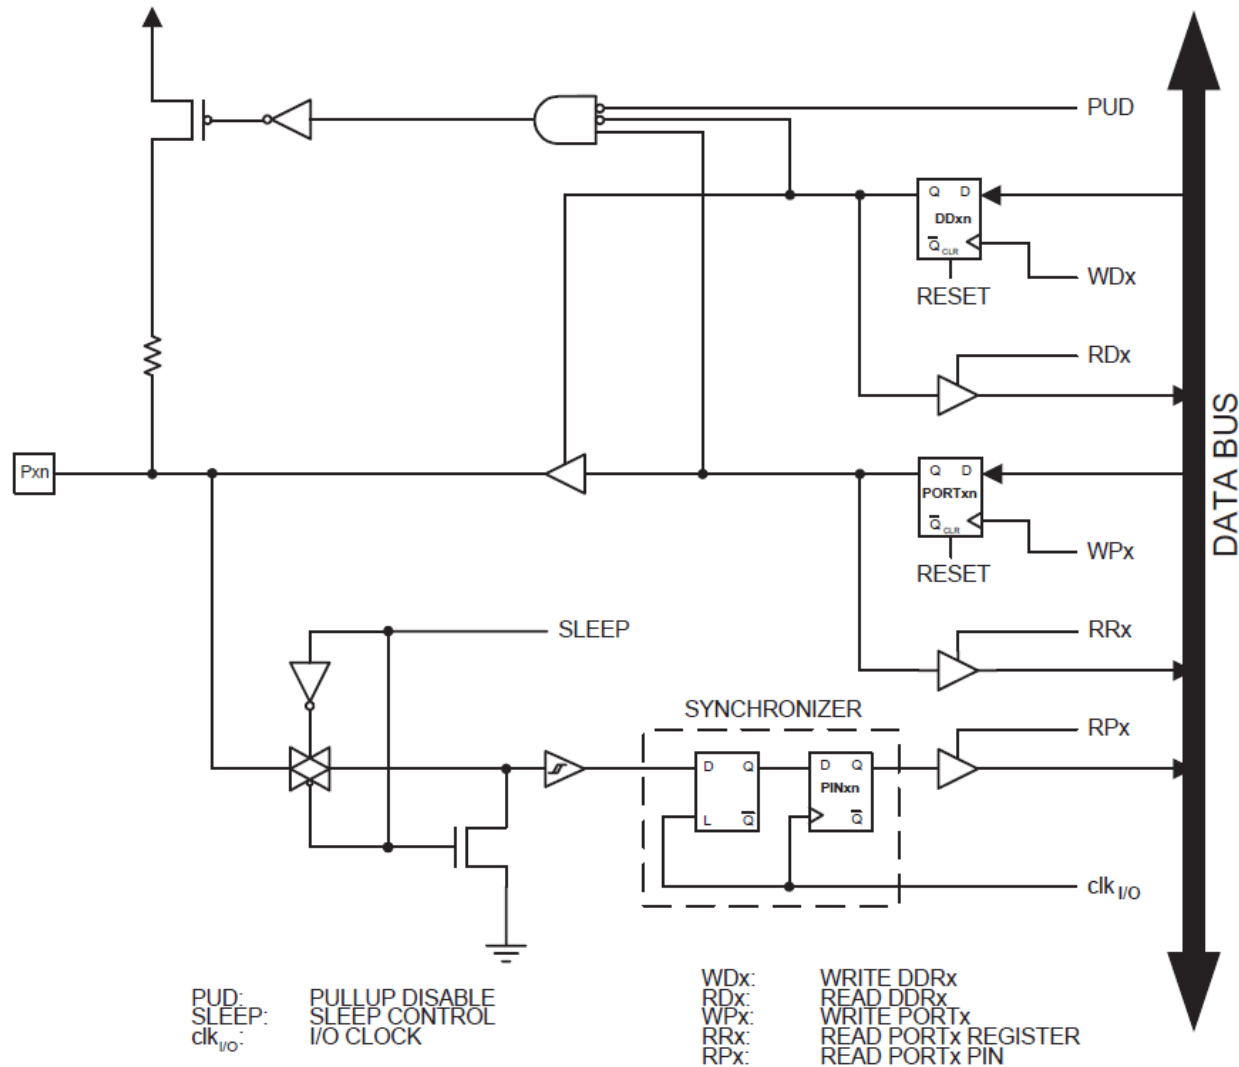 PUD
Q D
DDxn
Q CLR
WDx
RESET
RDx
DATA BUS
Pxn
Q D
PORTxn
Q CLR
WPx
RESET
SLEEP
RRx
SYNCHRONIZER
RPx
D Q
D Q
PINxn
L Q
Q
clk I/O
PUD: PULLUP DISABLE
SLEEP: SLEEP CONTROL
clk I/O: I/O CLOCK
WDx: WRITE DDRx
RDx: READ DDRx
WPx: WRITE PORTx
RRx: READ PORTx REGISTER
RPx: READ PORTx PIN